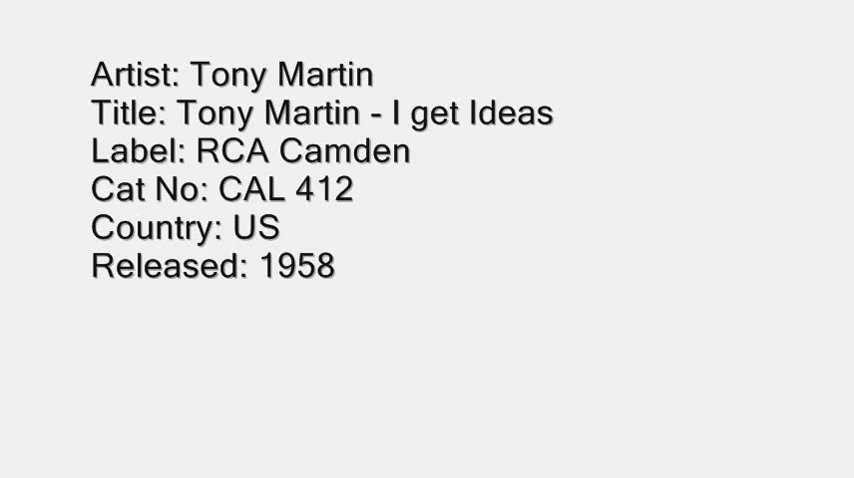 Artist: Tony Martin
Title: Tony Martin - I get Ideas
Label: RCA Camden
Cat No: CAL 412
Country: US
Released: 1958